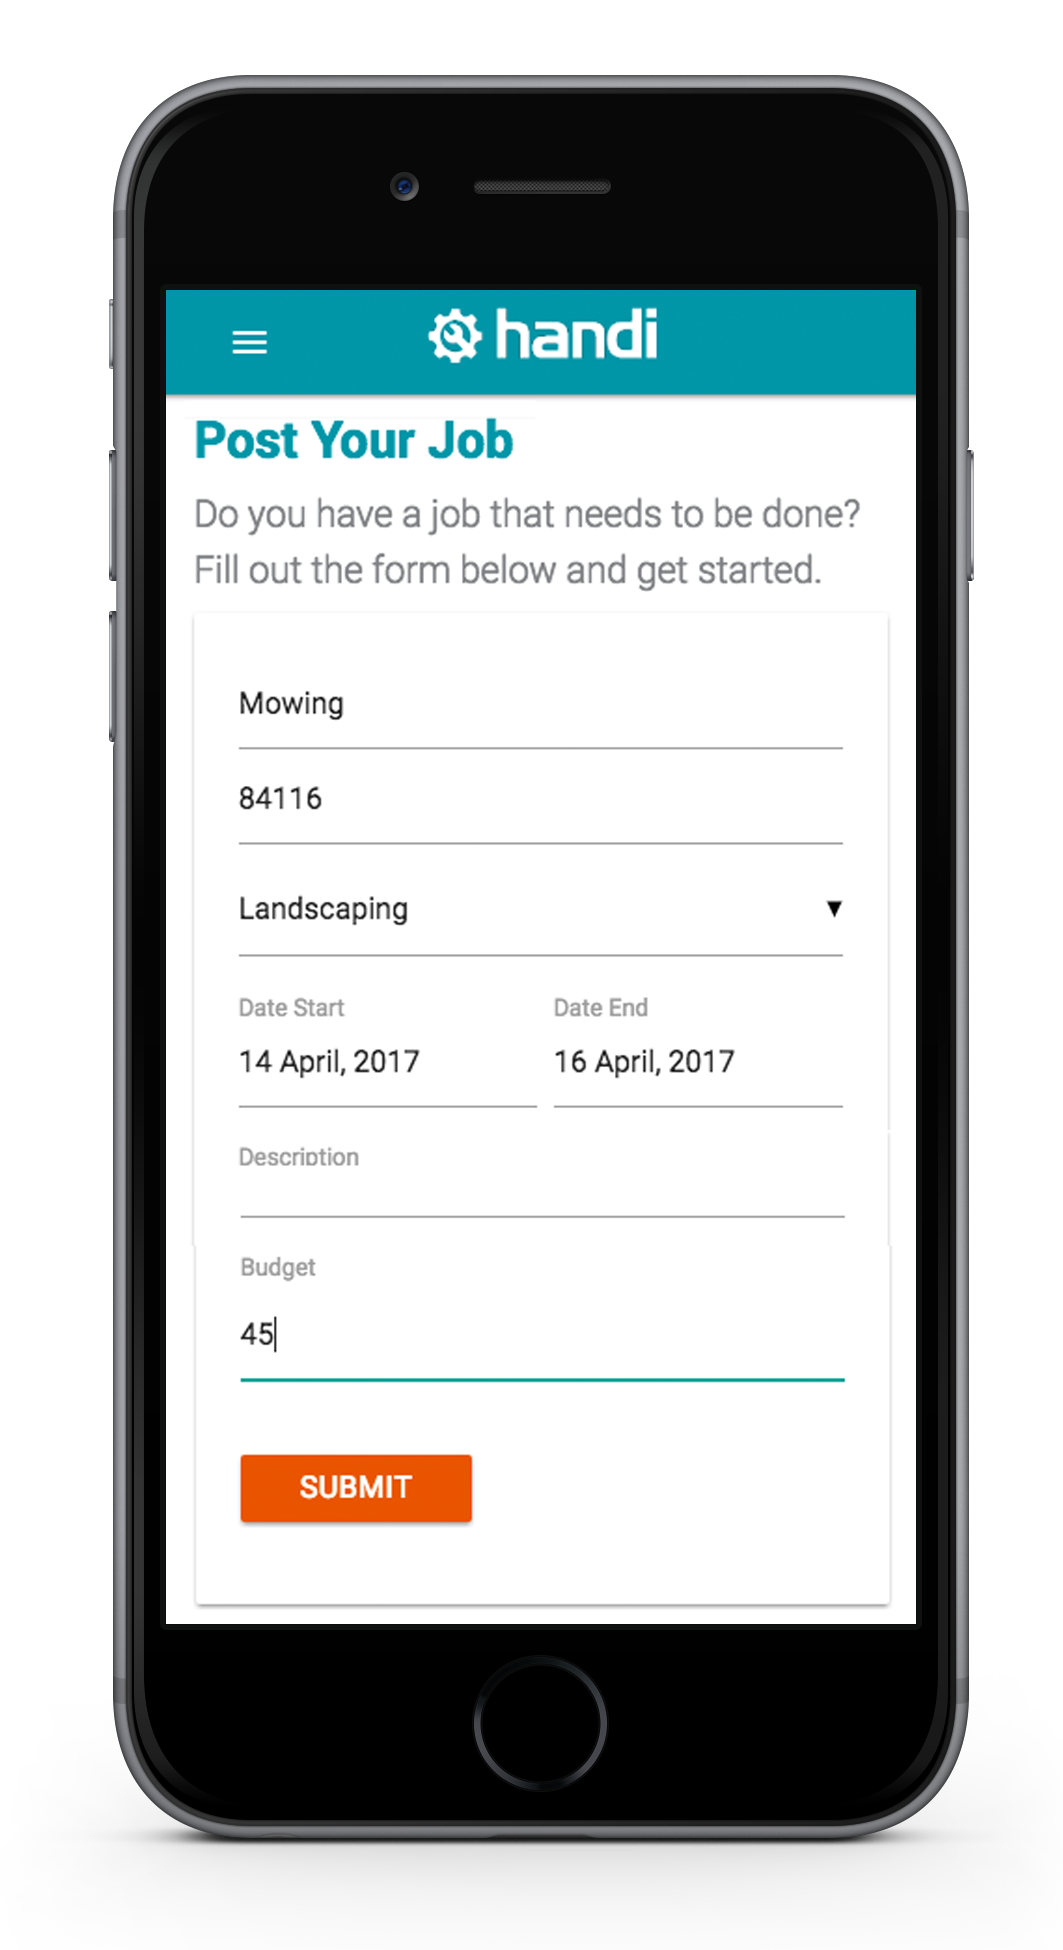 handi
Post Your Job
Do you have a job that needs to be done?
Fill out the form below and get started.
Mowing
84116
Landscaping
Date Start Date End
14 April, 2017 16 April, 2017
Description
Budget
45
SUBMIT